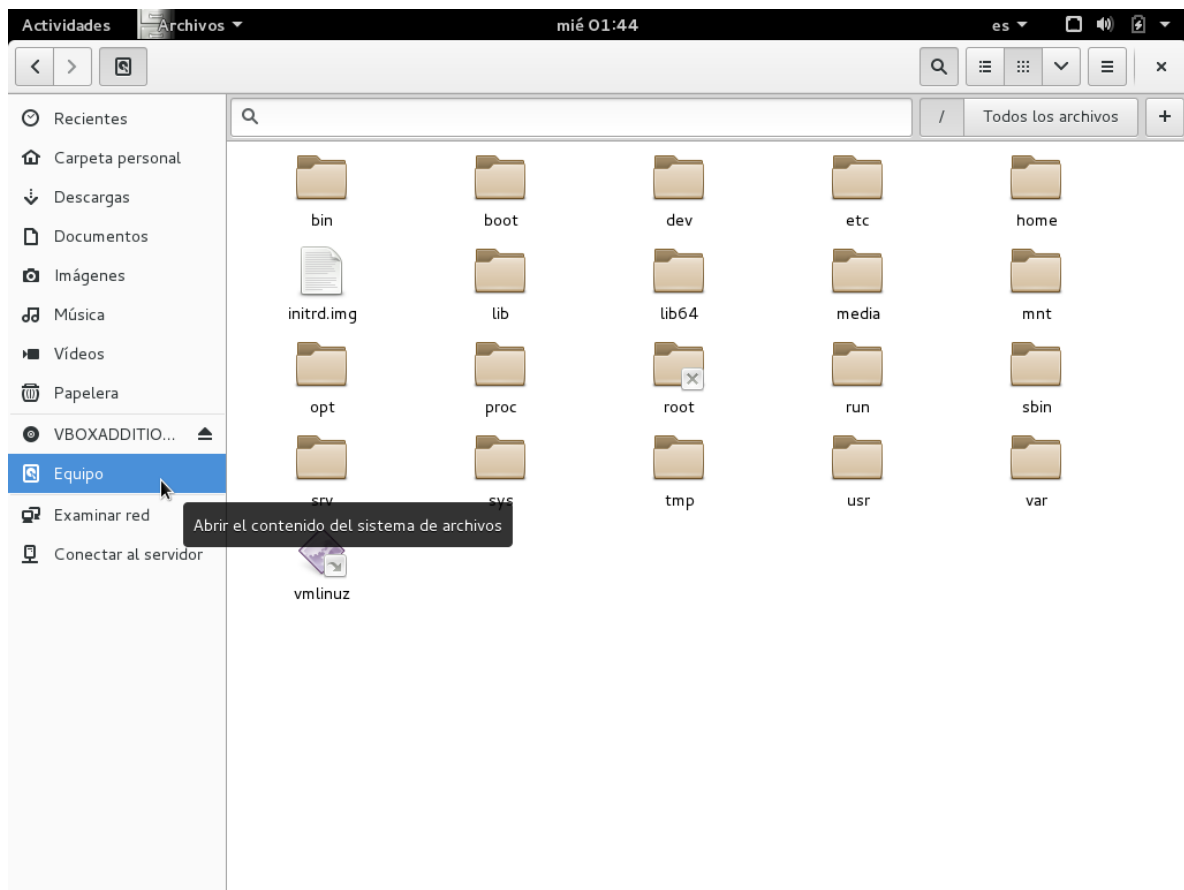 Actividades Archivos mié 01:44 es
/ Todos los archivos +
Recientes
Carpeta personal
Descargas
Documentos
Imágenes
Música
Vídeos
Papelera
VBOXADDITIO...
Equipo
Examinar red
Conectar al servidor
bin boot dev etc home
initrd.img lib lib64 media mnt
opt proc root run sbin
srv sys tmp usr var
Abrir el contenido del sistema de archivos
vmlinuz